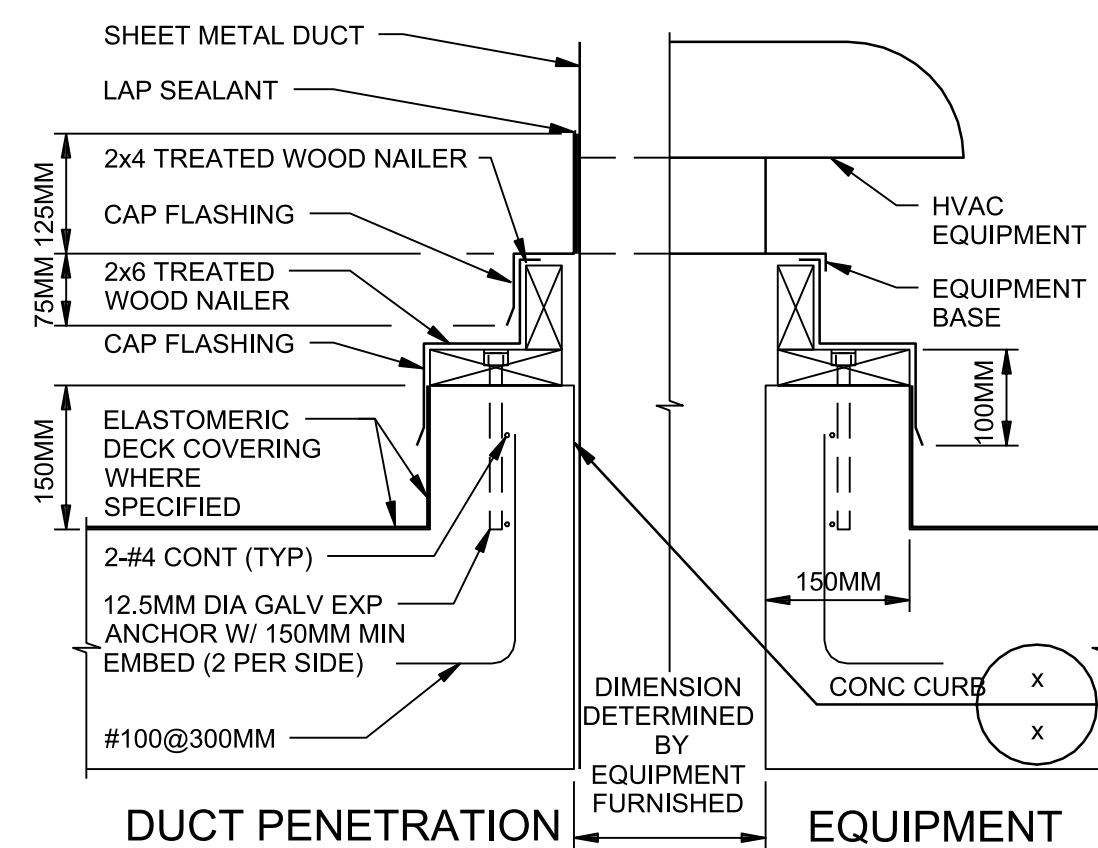 SHEET METAL DUCT
LAP SEALANT
2x4 TREATED WOOD NAILER
CAP FLASHING
2x6 TREATED
WOOD NAILER
CAP FLASHING
ELASTOMERIC
DECK COVERING
WHERE
SPECIFIED
2-#4 CONT (TYP)
12.5MM DIA GALV EXP
ANCHOR W/ 150MM MIN
EMBED (2 PER SIDE)
#100@300MM
125MM
75MM
150MM
HVAC
EQUIPMENT
EQUIPMENT
BASE
100MM
150MM
CONC CURB
x
x
DIMENSION
DETERMINED
BY
EQUIPMENT
FURNISHED
DUCT PENETRATION
EQUIPMENT